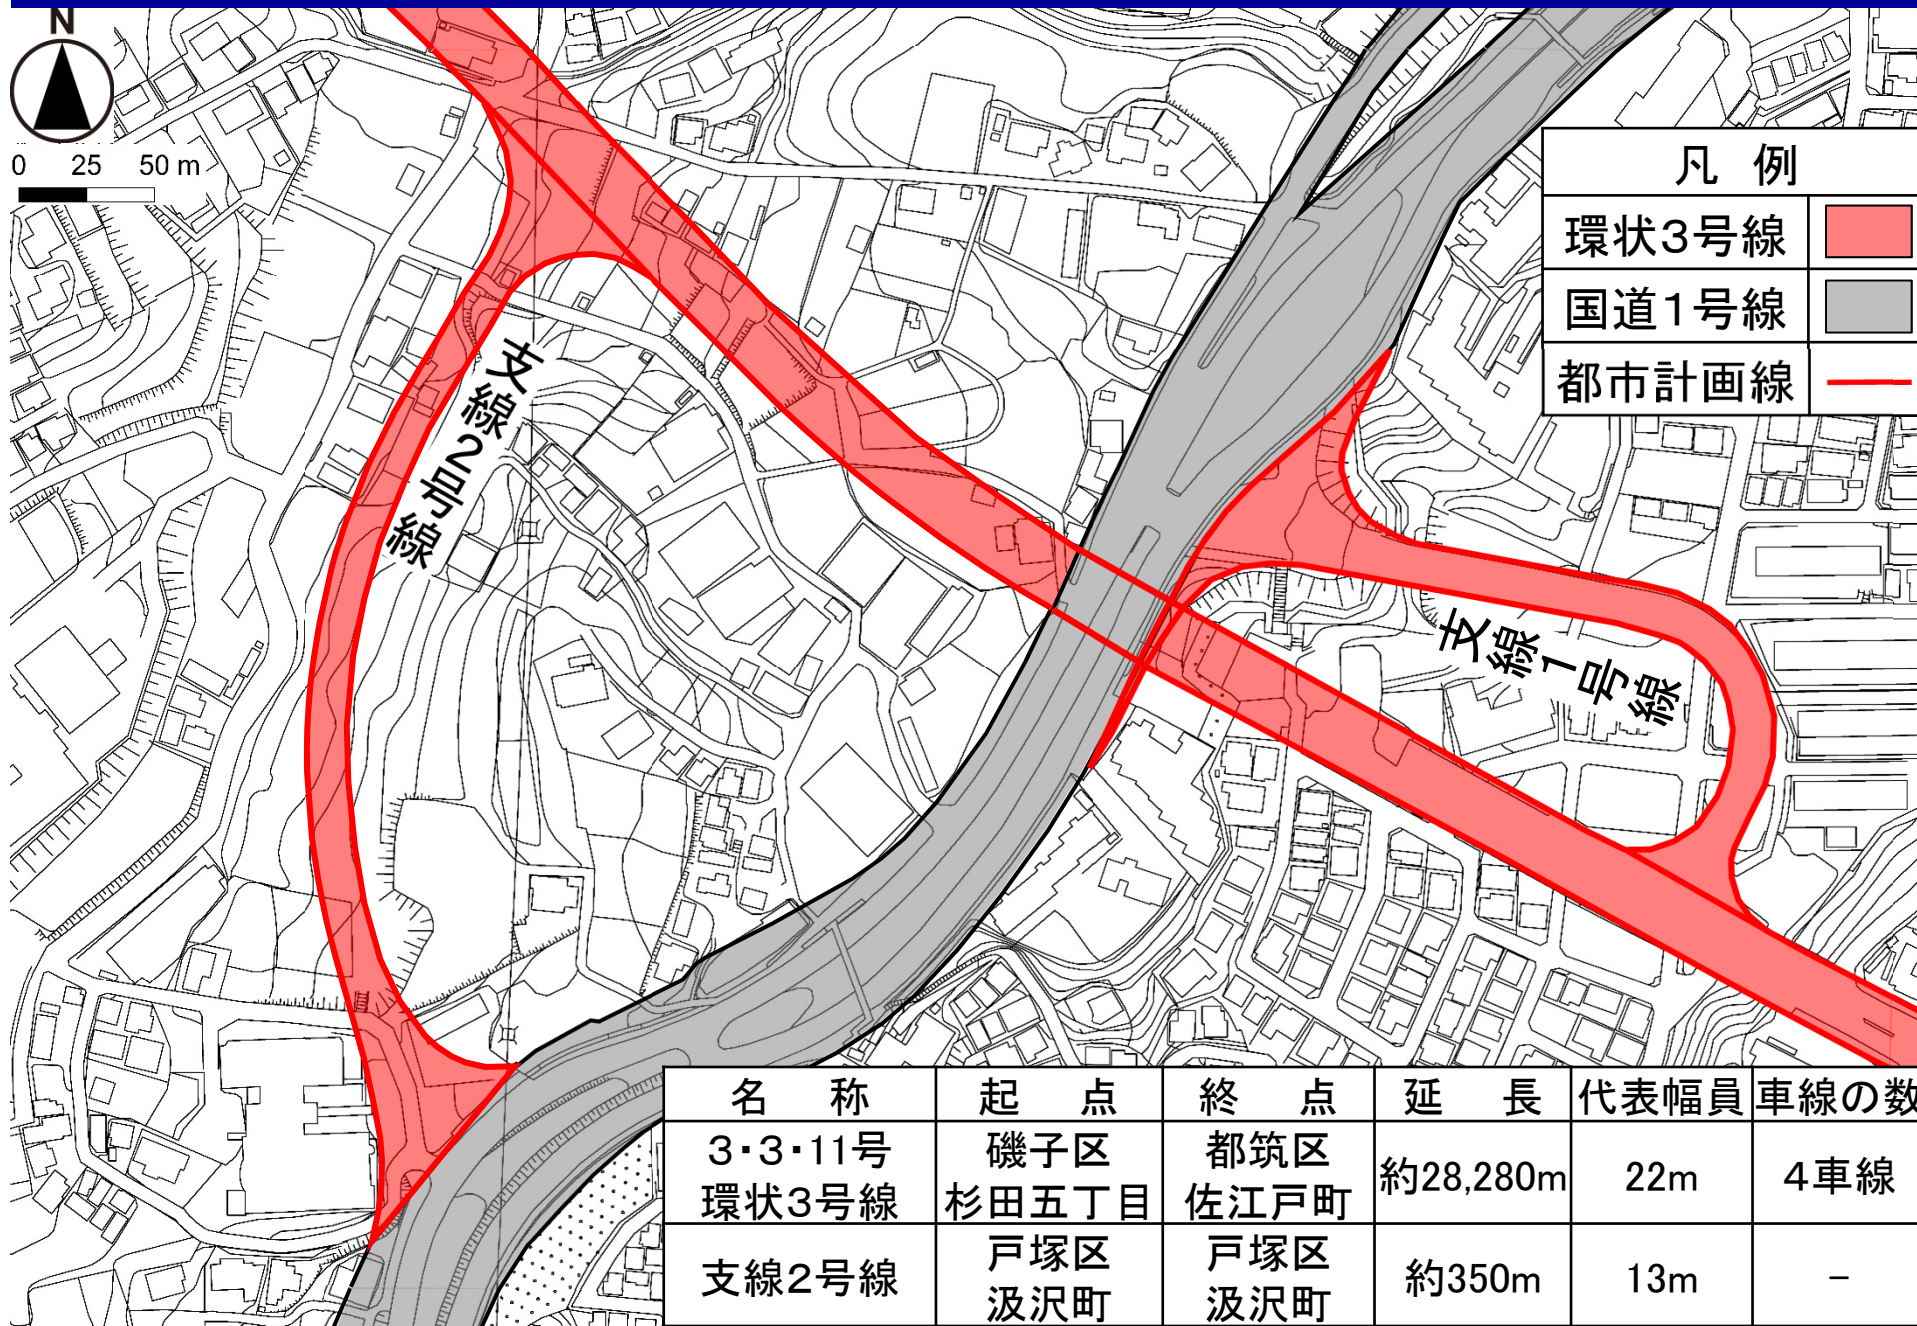 N
0 25 50 m
凡 例
環状3号線
国道1号線
都市計画線
支線2号線
支線1号線
名 称 起 点 終 点 延 長 代表幅員 車線の数
3・3・11号 磯子区 都筑区 約28,280m 22m 4車線
環状3号線 杉田五丁目 佐江戸町
支線2号線 戸塚区 戸塚区 約350m 13m −
汲沢町 汲沢町